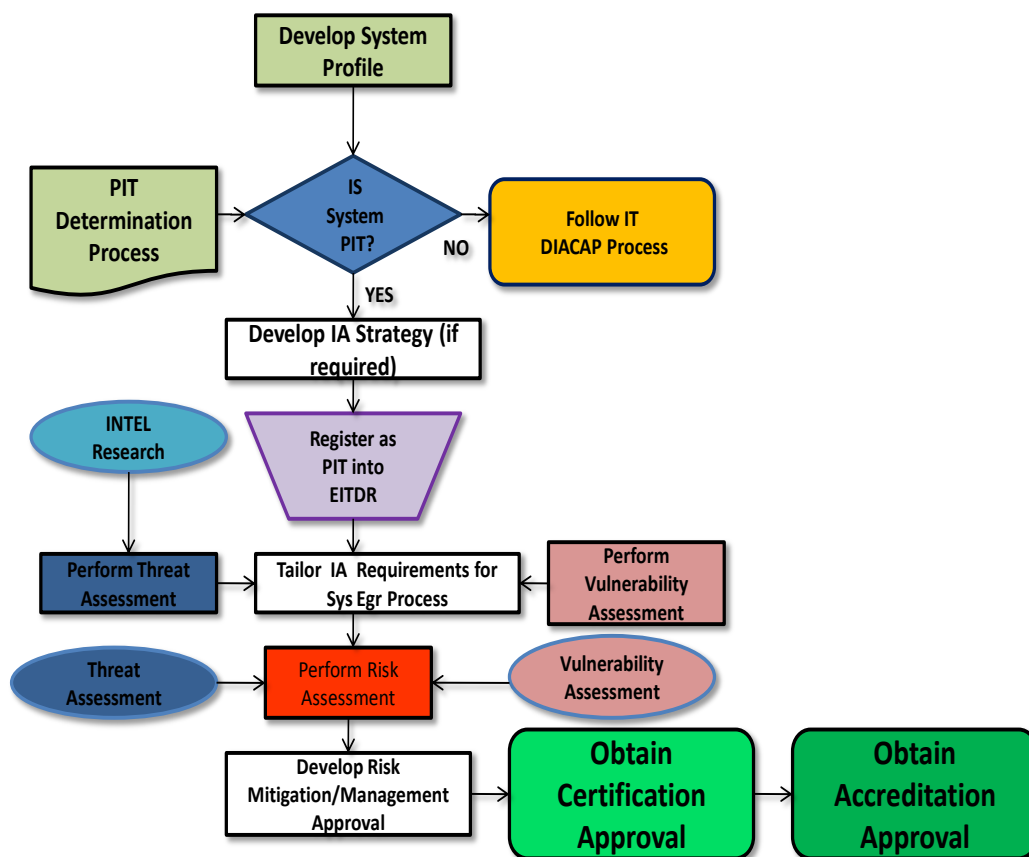 Develop System
Profile
PIT
Determination
Process
IS
System
PIT?
NO
Follow IT
DIACAP Process
YES
Develop IA Strategy (if
required)
INTEL
Research
Register as
PIT into
EITDR
Perform Threat
Assessment
Tailor IA Requirements for
Sys Egr Process
Perform
Vulnerability
Assessment
Threat
Assessment
Perform Risk
Assessment
Vulnerability
Assessment
Develop Risk
Mitigation/Management
Approval
Obtain
Certification
Approval
Obtain
Accreditation
Approval